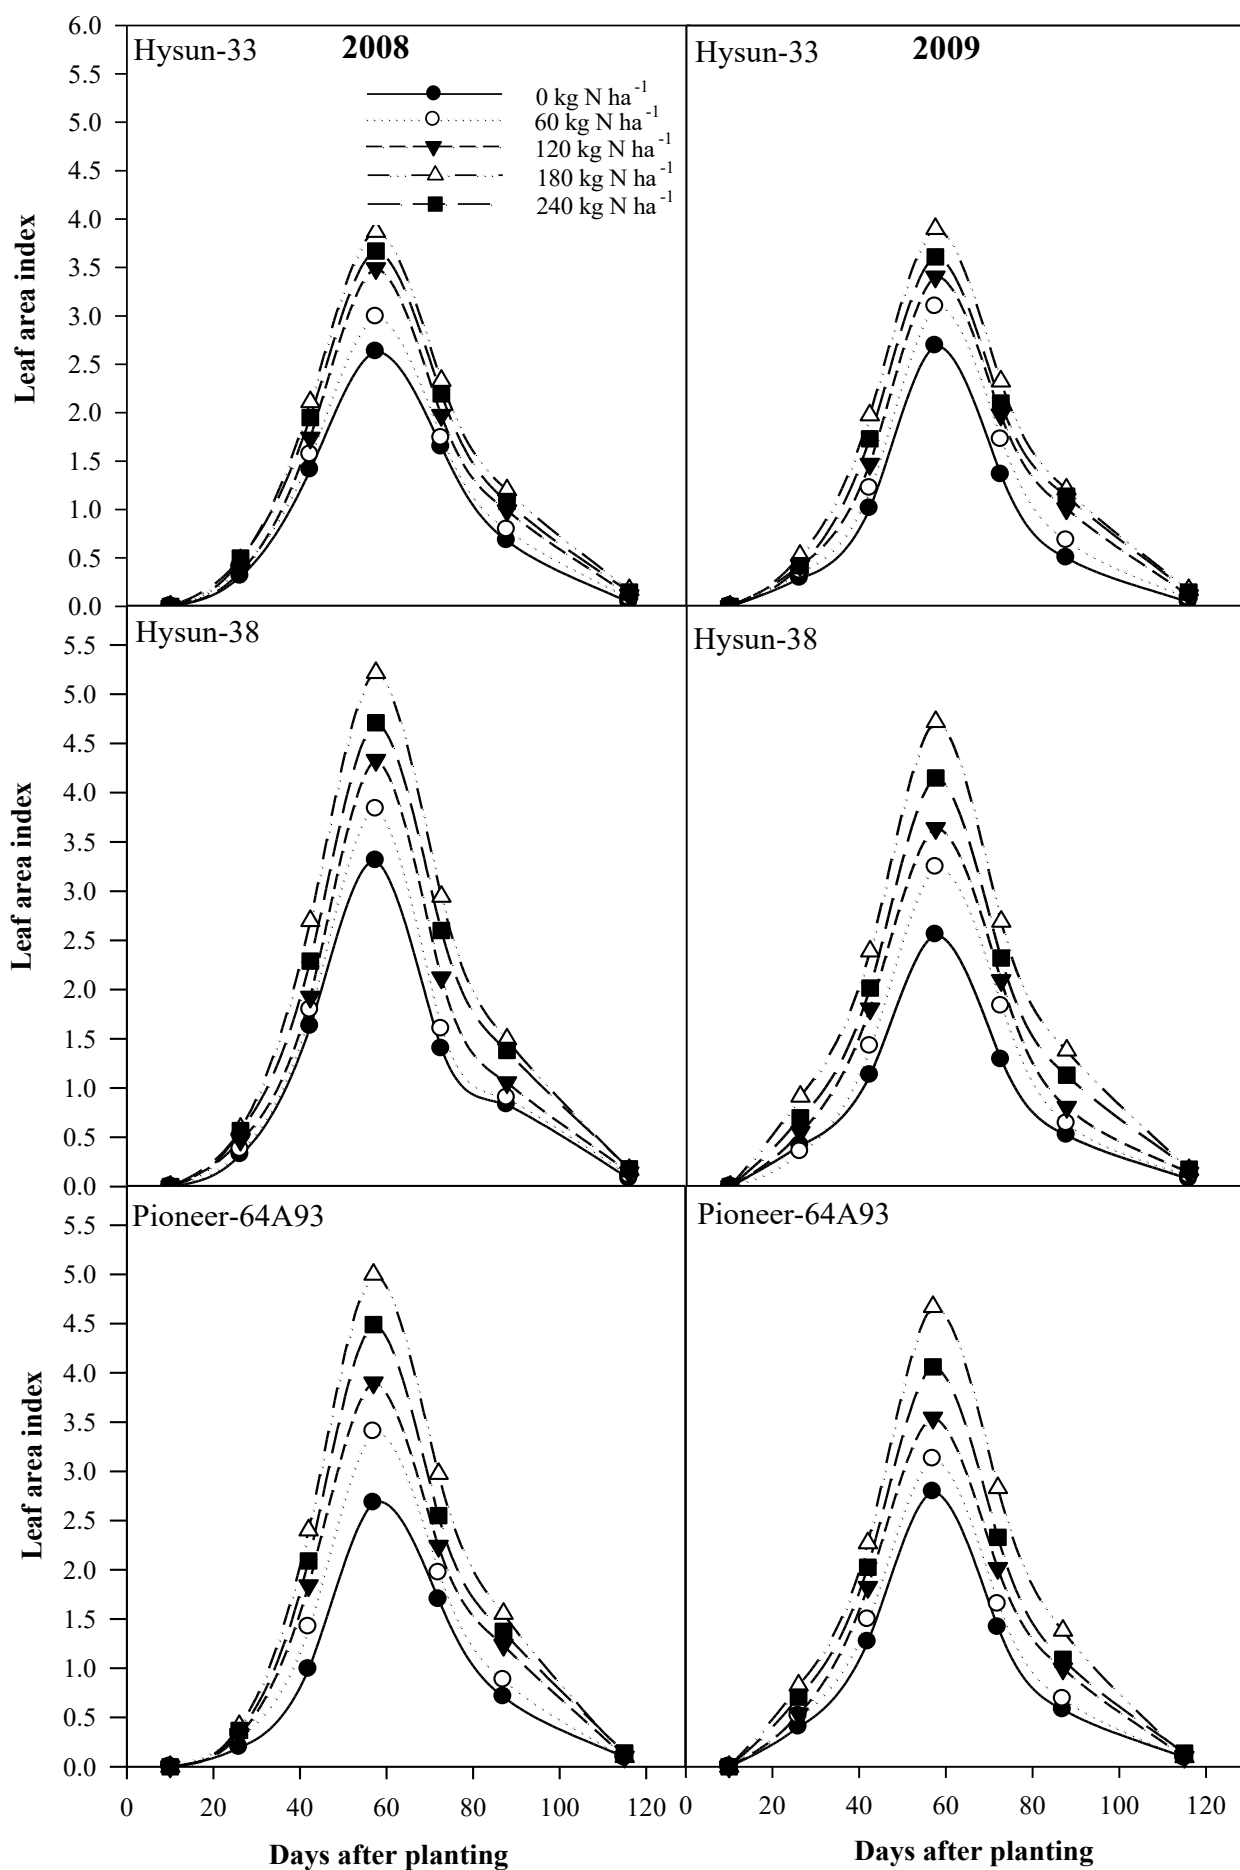 Hysun-33 2008
Hysun-33 2009
0 kg N ha-1
60 kg N ha-1
120 kg N ha-1
180 kg N ha-1
240 kg N ha-1
6.0
5.5
5.0
4.5
4.0
3.5
3.0
2.5
2.0
1.5
1.0
0.5
0.0
Leaf area index
Hysun-38
Hysun-38
5.5
5.0
4.5
4.0
3.5
3.0
2.5
2.0
1.5
1.0
0.5
0.0
Leaf area index
Pioneer-64A93
Pioneer-64A93
5.5
5.0
4.5
4.0
3.5
3.0
2.5
2.0
1.5
1.0
0.5
0.0
Leaf area index
0 20 40 60 80 100 120
0 20 40 60 80 100 120
Days after planting
Days after planting